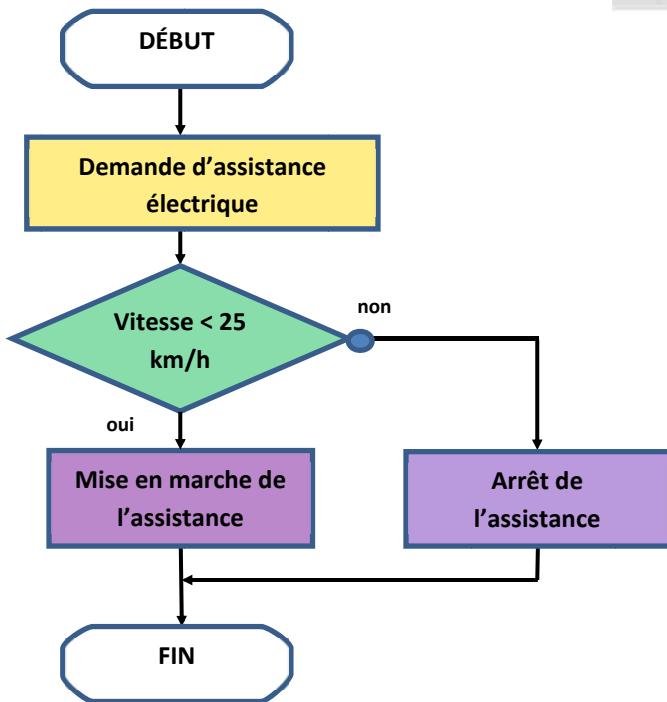 DÉBUT
Demande d’assistance
électrique
Vitesse < 25
km/h
non
oui
Mise en marche de
l’assistance
Arrêt de
l’assistance
FIN